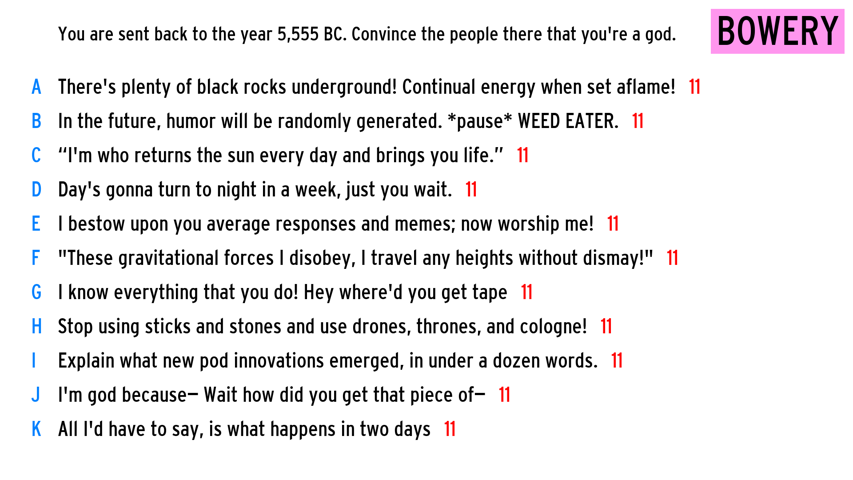 You are sent back to the year 5,555 BC. Convince the people there that you're a god.
BOWERY
A There's plenty of black rocks underground! Continual energy when set aflame! 11
B In the future, humor will be randomly generated. *pause* WEED EATER. 11
C “I'm who returns the sun every day and brings you life.” 11
D Day's gonna turn to night in a week, just you wait. 11
E I bestow upon you average responses and memes; now worship me! 11
F "These gravitational forces I disobey, I travel any heights without dismay!" 11
G I know everything that you do! Hey where'd you get tape 11
H Stop using sticks and stones and use drones, thrones, and cologne! 11
I Explain what new pod innovations emerged, in under a dozen words. 11
J I'm god because— Wait how did you get that piece of— 11
K All I'd have to say, is what happens in two days 11